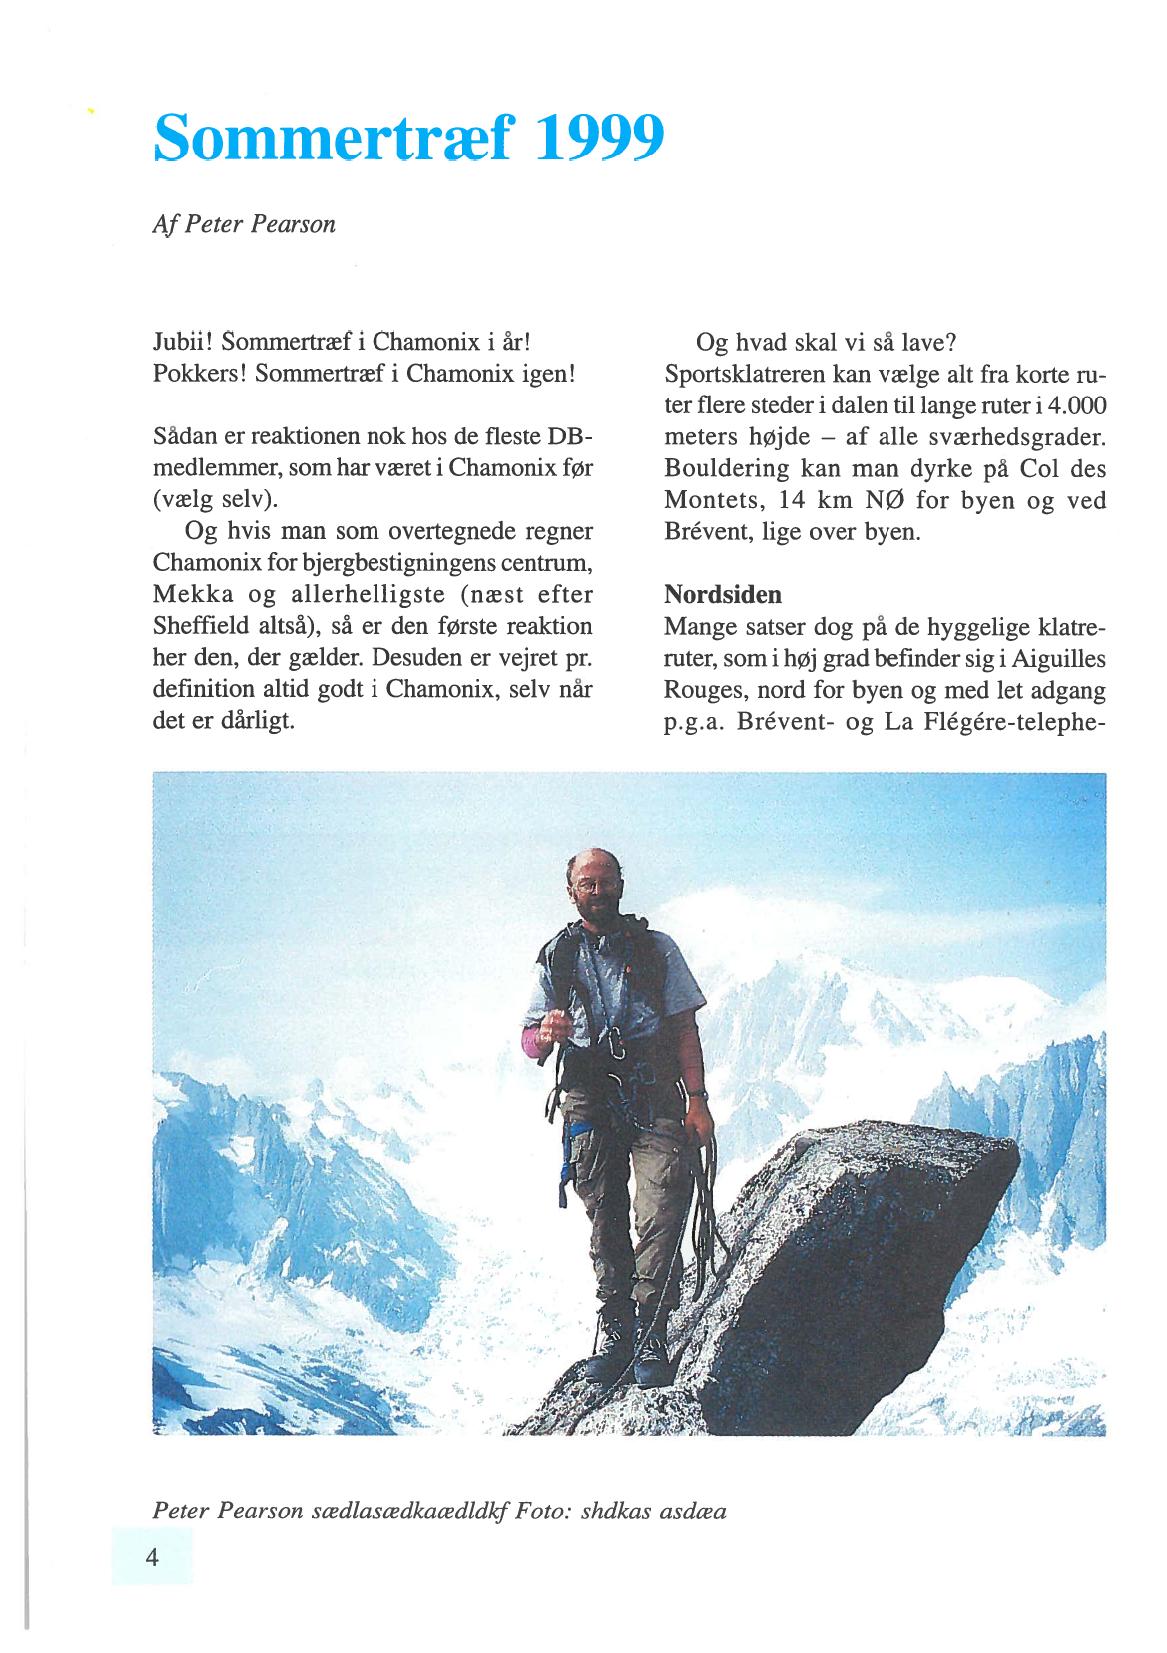 Sommertræf 1999
Af Peter Pearson
Jubii! Sommertræf i Chamonix i år!
Pokkers! Sommertræf i Chamonix igen!
Sådan er reaktionen nok hos de fleste DB-
medlemmer, som har været i Chamonix før
(vælg selv).
Og hvis man som overtegnede regner
Chamonix for bjergbestigningens centrum,
Mekka og allerhelligste (næst efter
Sheffield altså), så er den første reaktion
her den, der gælder. Desuden er vejret pr.
definition altid godt i Chamonix, selv når
det er dårligt.
Og hvad skal vi så lave?
Sportsklatreren kan vælge alt fra korte ru-
ter flere steder i dalen til lange ruter i 4.000
meters højde – af alle sværhedsgrader.
Bouldering kan man dyrke på Col des
Montets, 14 km NØ for byen og ved
Brévent, lige over byen.
Nordsiden
Mange satser dog på de hyggelige klatre-
ruter, som i høj grad befinder sig i Aiguilles
Rouges, nord for byen og med let adgang
p.g.a. Brévent- og La Flégére-telephe-
Peter Pearson sædlasædkaædldkf Foto: shdkas asdæa
4